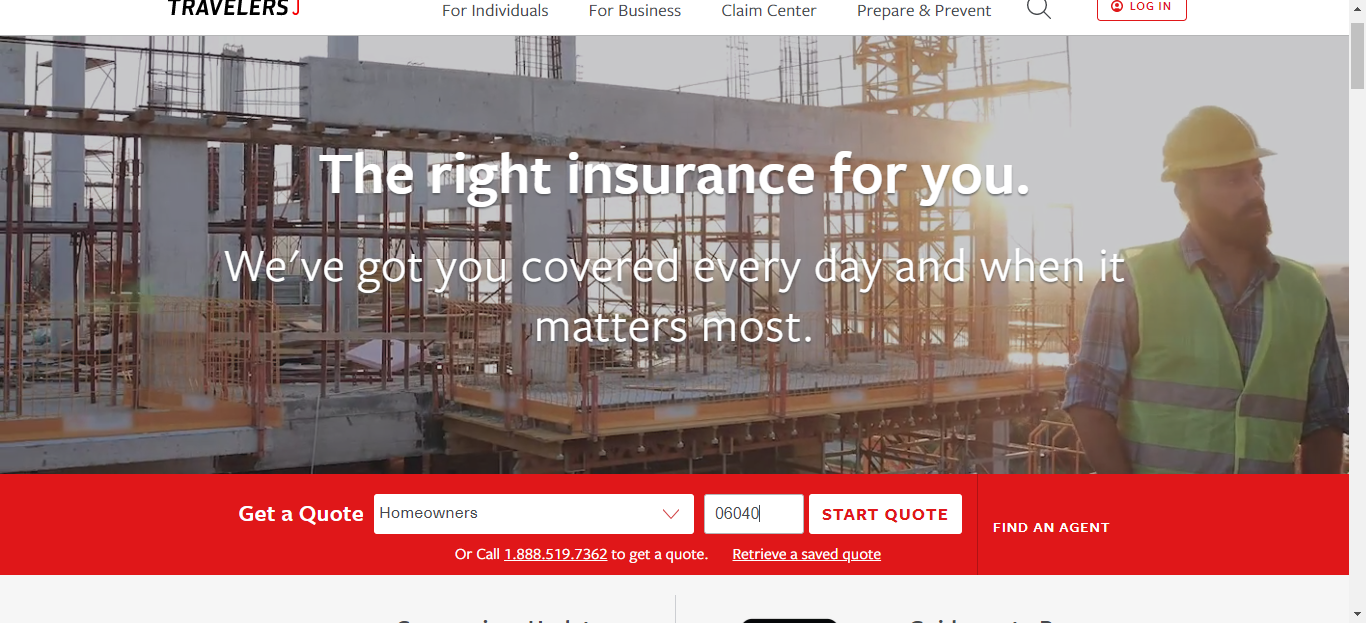 TRAVELERS
For Individuals
For Business
Claim Center
Prepare & Prevent
LOG IN
The right insurance for you.
We've got you covered every day and when it
matters most.
Get a Quote
Homeowners
06040
START QUOTE
FIND AN AGENT
Or Call 1.888.519.7362 to get a quote.
Retrieve a saved quote